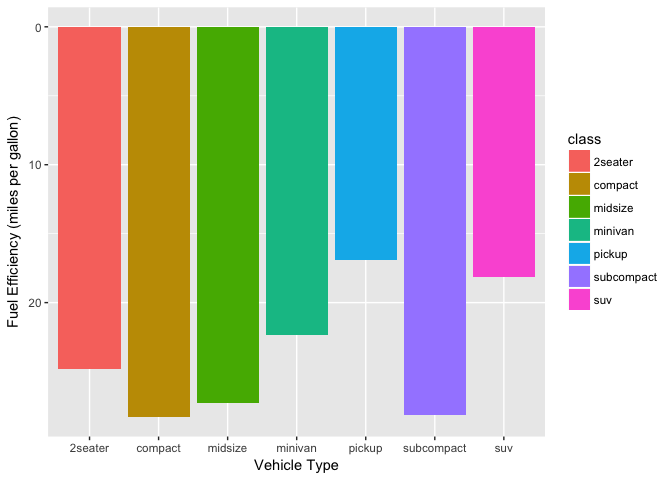 0
10
20
Fuel Efficiency (miles per gallon)
2seater compact midsize minivan pickup subcompact suv
Vehicle Type
class
2seater
compact
midsize
minivan
pickup
subcompact
suv